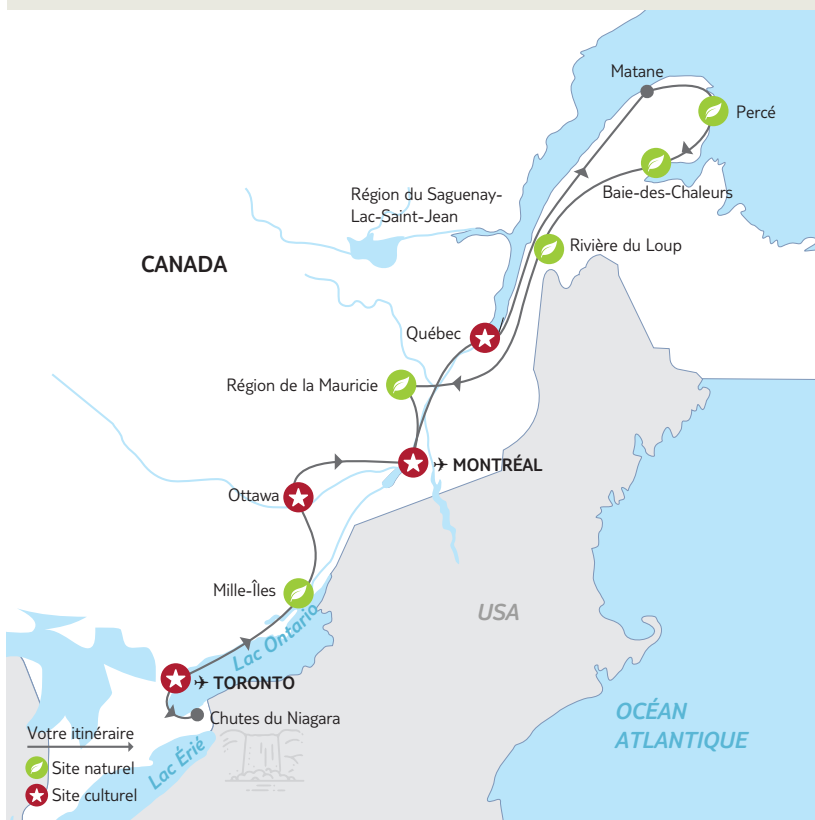 Matane
Percé
Région du Saguenay-
Lac-Saint-Jean
Baie-des-Chaleurs
Rivière du Loup
CANADA
Québec
Région de la Mauricie
MONTRÉAL
Ottawa
Mille-Îles
USA
Lac Ontario
TORONTO
Chutes du Niagara
OCÉAN
ATLANTIQUE
Votre itinéraire
Lac Érié
Site naturel
Site culturel